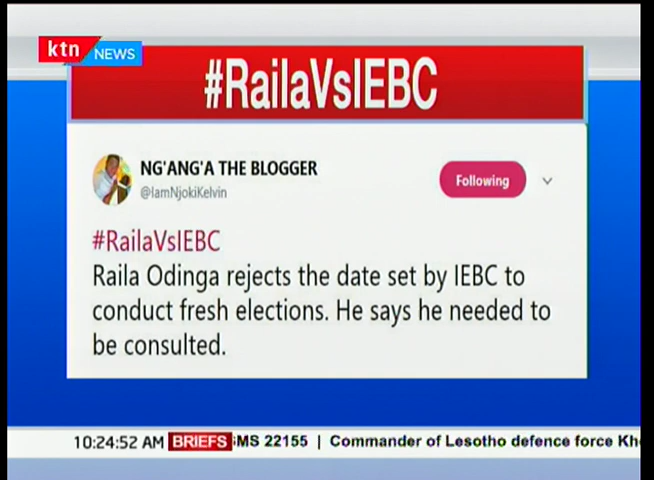 ktn NEWS
#RailaVsIEBC
NG'ANG'A THE BLOGGER
@IamNjokiKelvin
Following
#RailaVsIEBC
Raila Odinga rejects the date set by IEBC to
conduct fresh elections. He says he needed to
be consulted.
10:24:52 AM BRIEFS SMS 22155 | Commander of Lesotho defence force Kh